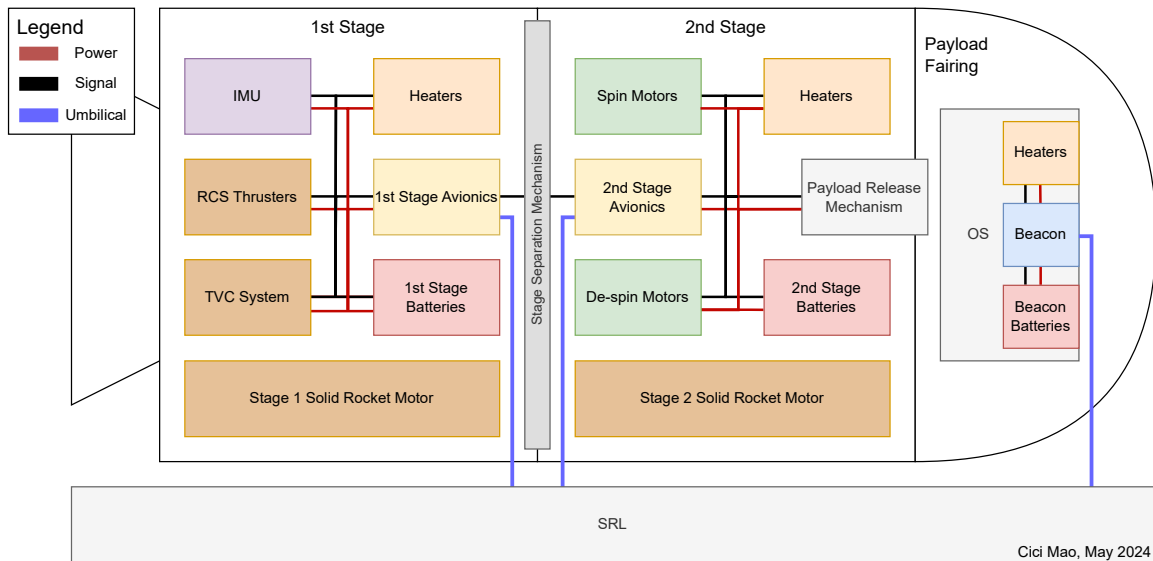 Legend
Power
Signal
Umbilical
1st Stage
2nd Stage
Payload
Fairing
IMU
Heaters
RCS Thrusters
1st Stage Avionics
TVC System
1st Stage
Batteries
Stage 1 Solid Rocket Motor
Stage Separation Mechanism
Spin Motors
Heaters
2nd Stage
Avionics
Payload Release
Mechanism
De-spin Motors
2nd Stage
Batteries
Stage 2 Solid Rocket Motor
OS
Heaters
Beacon
Beacon
Batteries
SRL
Cici Mao, May 2024